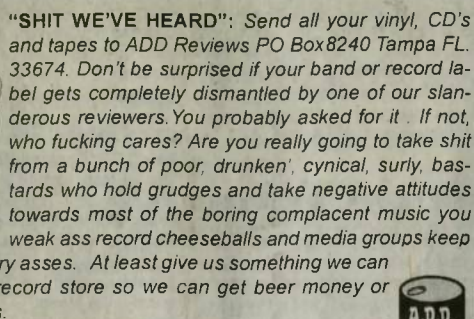 “SHIT WE'VE HEARD”: Send all your vinyl, CD's
and tapes to ADD Reviews PO Box8240 Tampa FL.
33674. Don't be surprised if your band or record la-
bel gets completely dismantled by one of our slan-
derous reviewers. You probably asked for it . If not,
who fucking cares? Are you really going to take shit
from a bunch of poor, drunken', cynical, surly, bas-
tards who hold grudges and take negative attitudes
towards most of the boring complacent music you
weak ass record cheeseballs and media groups keep
ry asses. At least give us something we can
record store so we can get beer money or
ADD